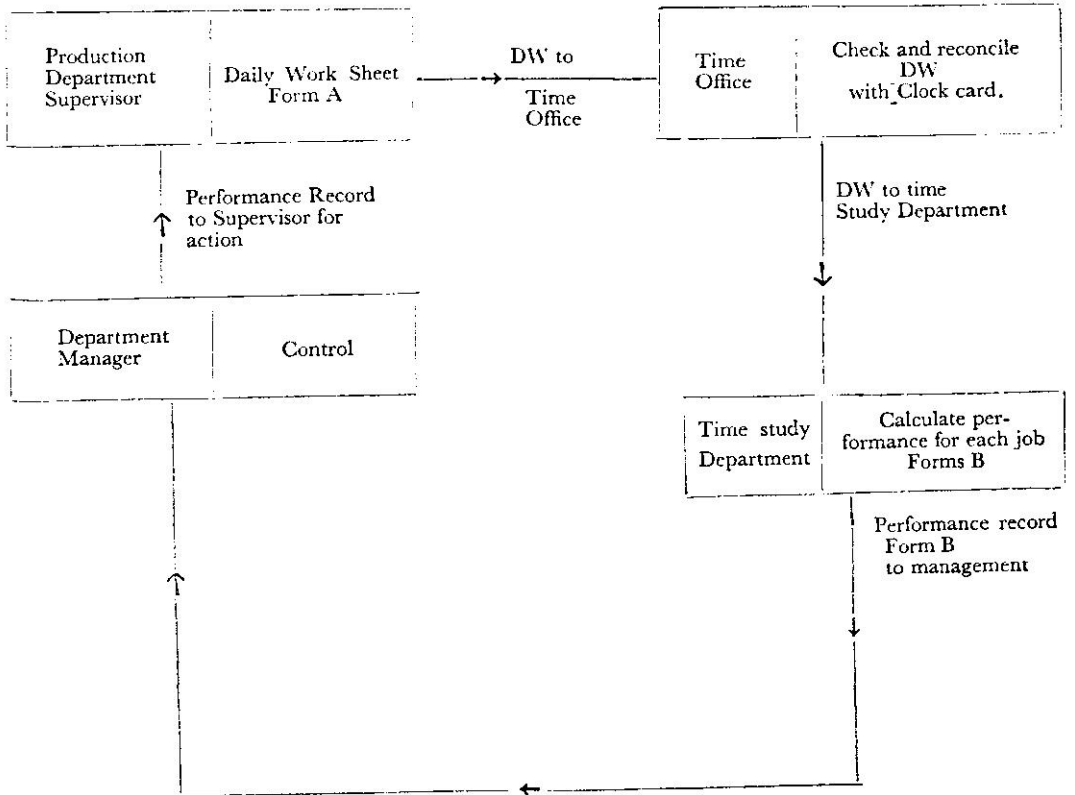 Production
Department
Supervisor
Daily Work Sheet
Form A
DW to
Time
Office
Time
Office
Check and reconcile
DW
with Clock card.
Performance Record
to Supervisor for
action
DW to time
Study Department
Department
Manager
Control
Time study
Department
Calculate per-
formance for each job
Forms B
Performance record
Form B
to management